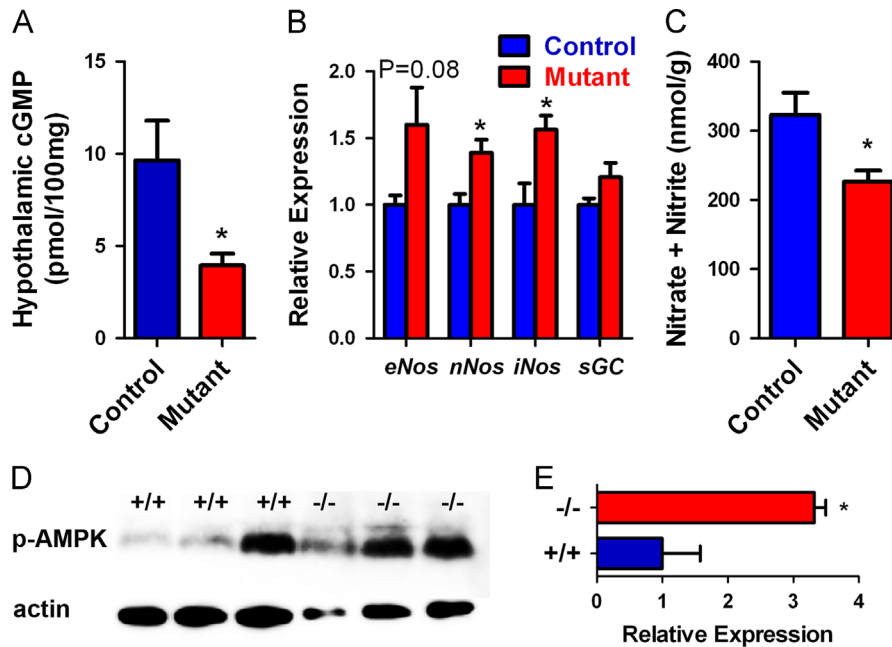 A
Hypothalamic cGMP
(pmol/100mg)
15
10
5
0
*
Control
Mutant
B
Control
Mutant
Relative Expression
2.0
1.5
1.0
0.5
0.0
P=0.08
*
*
eNos nNos iNos sGC
C
Nitrate + Nitrite (nmol/g)
400
300
200
100
0
*
Control
Mutant
D
+/+ +/+ +/+ -/- -/- -/-
p-AMPK
actin
E
-/-
*
+/+
0 1 2 3 4
Relative Expression